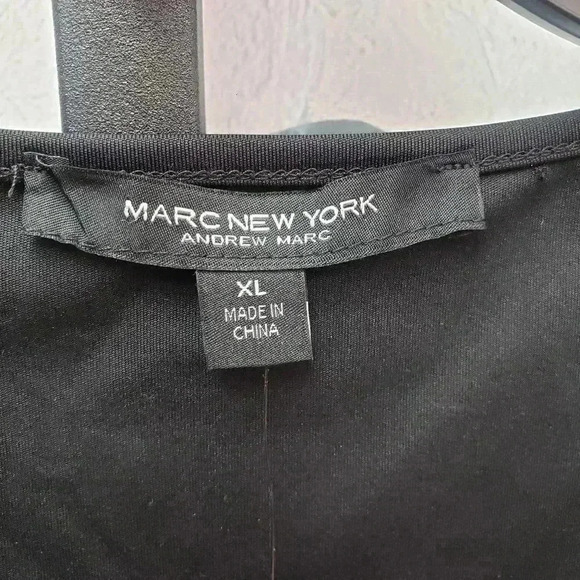 MARC NEW YORK
ANDREW MARC
XL
MADE IN
CHINA